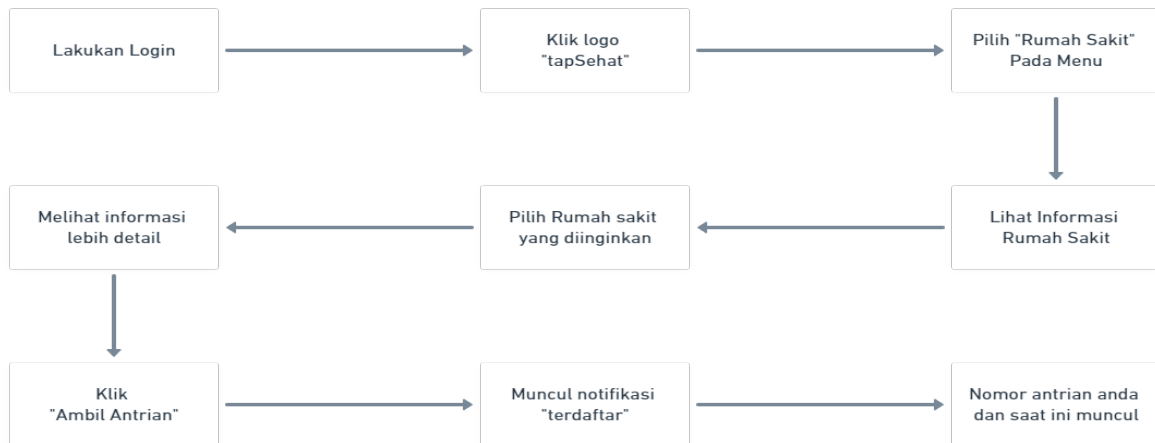 Lakukan Login
Klik logo
"tapSehat"
Pilih "Rumah Sakit"
Pada Menu
Lihat Informasi
Rumah Sakit
Pilih Rumah sakit
yang diinginkan
Melihat informasi
lebih detail
Klik
"Ambil Antrian"
Muncul notifikasi
"terdaftar"
Nomor antrian anda
dan saat ini muncul